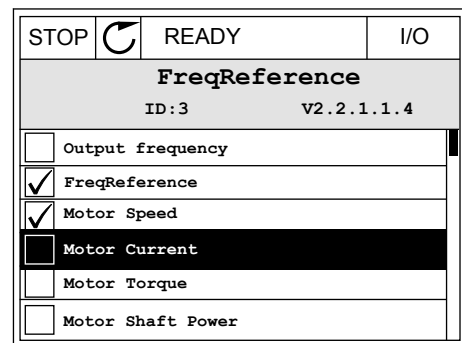 STOP READY I/O
FreqReference
ID:3 V2.2.1.1.4
Output frequency
FreqReference
Motor Speed
Motor Current
Motor Torque
Motor Shaft Power